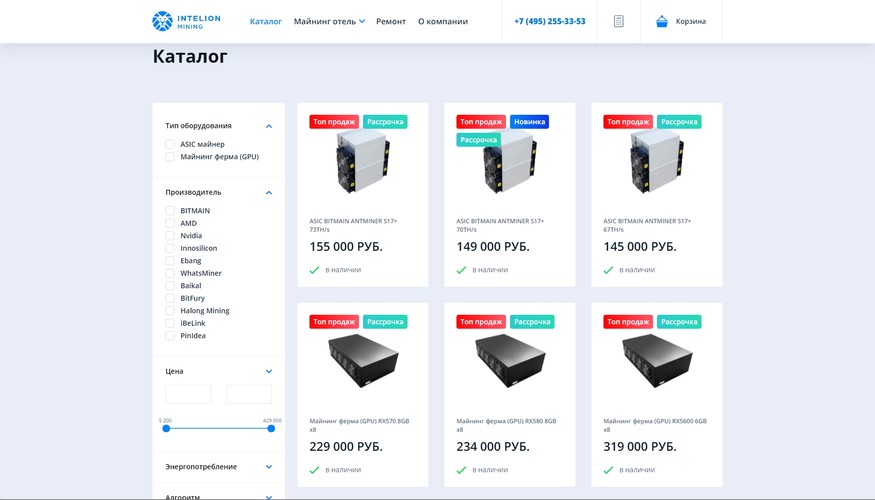 INTELION
MINING
Каталог
Майнинг отель
Ремонт
О компании
+7 (495) 255-33-53
Корзина
Каталог
Тип оборудования
ASIC майнер
Майнинг ферма (GPU)
Производитель
BITMAIN
AMD
Nvidia
Innosilicon
Ebang
WhatsMiner
Baikal
BitFury
Halong Mining
iBeLink
PinIdea
Цена
5 200
429 000
Энергопотребление
Алгоритм
Топ продаж
Рассрочка
ASIC BITMAIN ANTMINER S17+
73TH/s
155 000 РУБ.
в наличии
Топ продаж
Новинка
Рассрочка
ASIC BITMAIN ANTMINER S17+
70TH/s
149 000 РУБ.
в наличии
Топ продаж
Рассрочка
ASIC BITMAIN ANTMINER S17+
67TH/s
145 000 РУБ.
в наличии
Топ продаж
Рассрочка
Майнинг ферма (GPU) RX570 8GB
x8
229 000 РУБ.
в наличии
Топ продаж
Рассрочка
Майнинг ферма (GPU) RX580 8GB
x8
234 000 РУБ.
в наличии
Топ продаж
Рассрочка
Майнинг ферма (GPU) RX5600 6GB
x8
319 000 РУБ.
в наличии